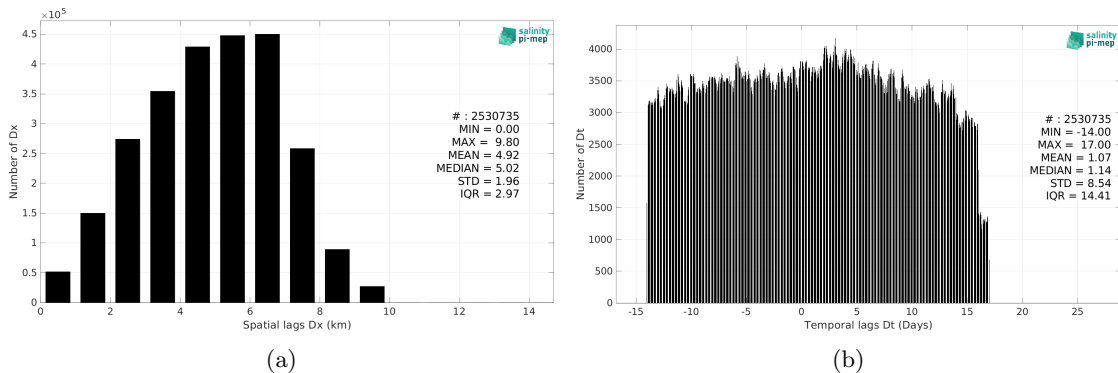 ×10⁵
4.5
4
3.5
3
2.5
2
1.5
1
0.5
0
Number of Dx
0 2 4 6 8 10 12 14
Spatial lags Dx (km)
salinity
pi-mep
# : 2530735
MIN = 0.00
MAX = 9.80
MEAN = 4.92
MEDIAN = 5.02
STD = 1.96
IQR = 2.97
(a)
4000
3500
3000
2500
2000
1500
1000
500
0
Number of Dt
-15 -10 -5 0 5 10 15 20 25
Temporal lags Dt (Days)
salinity
pi-mep
# : 2530735
MIN = -14.00
MAX = 17.00
MEAN = 1.07
MEDIAN = 1.14
STD = 8.54
IQR = 14.41
(b)